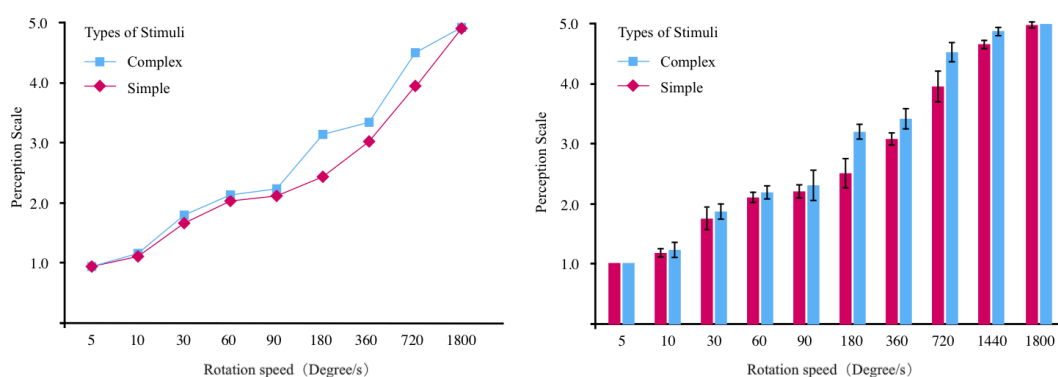 5.0
4.0
3.0
2.0
1.0
Perception Scale
Types of Stimuli
Complex
Simple
5 10 30 60 90 180 360 720 1800
Rotation speed（Degree/s）
5.0
4.0
3.0
2.0
1.0
Perception Scale
Types of Stimuli
Complex
Simple
5 10 30 60 90 180 360 720 1440 1800
Rotation speed（Degree/s）